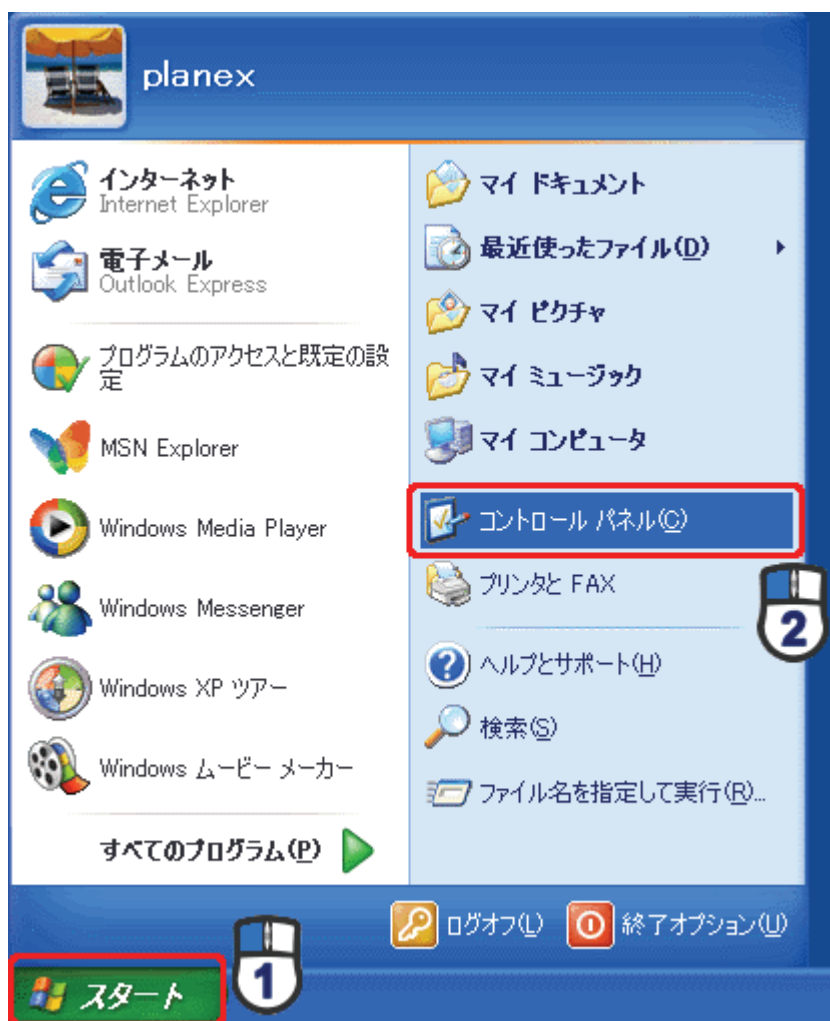 planex
インターネット
Internet Explorer
電子メール
Outlook Express
プログラムのアクセスと既定の設
定
MSN Explorer
Windows Media Player
Windows Messenger
Windows XP ツアー
Windows ムービー メーカー
すべてのプログラム(P)
マイ ドキュメント
最近使ったファイル(D)
マイ ピクチャ
マイ ミュージック
マイ コンピュータ
コントロール パネル(C)
プリンタと FAX
2
ヘルプとサポート(H)
検索(S)
ファイル名を指定して実行(R)...
ログオフ(L)
終了オプション(U)
スタート
1